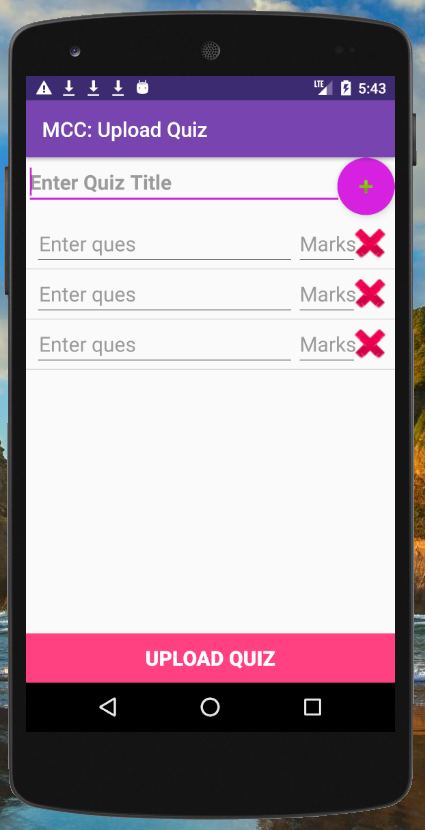 LTE 5:43
MCC: Upload Quiz
Enter Quiz Title
+
Enter ques Marks
Enter ques Marks
Enter ques Marks
UPLOAD QUIZ